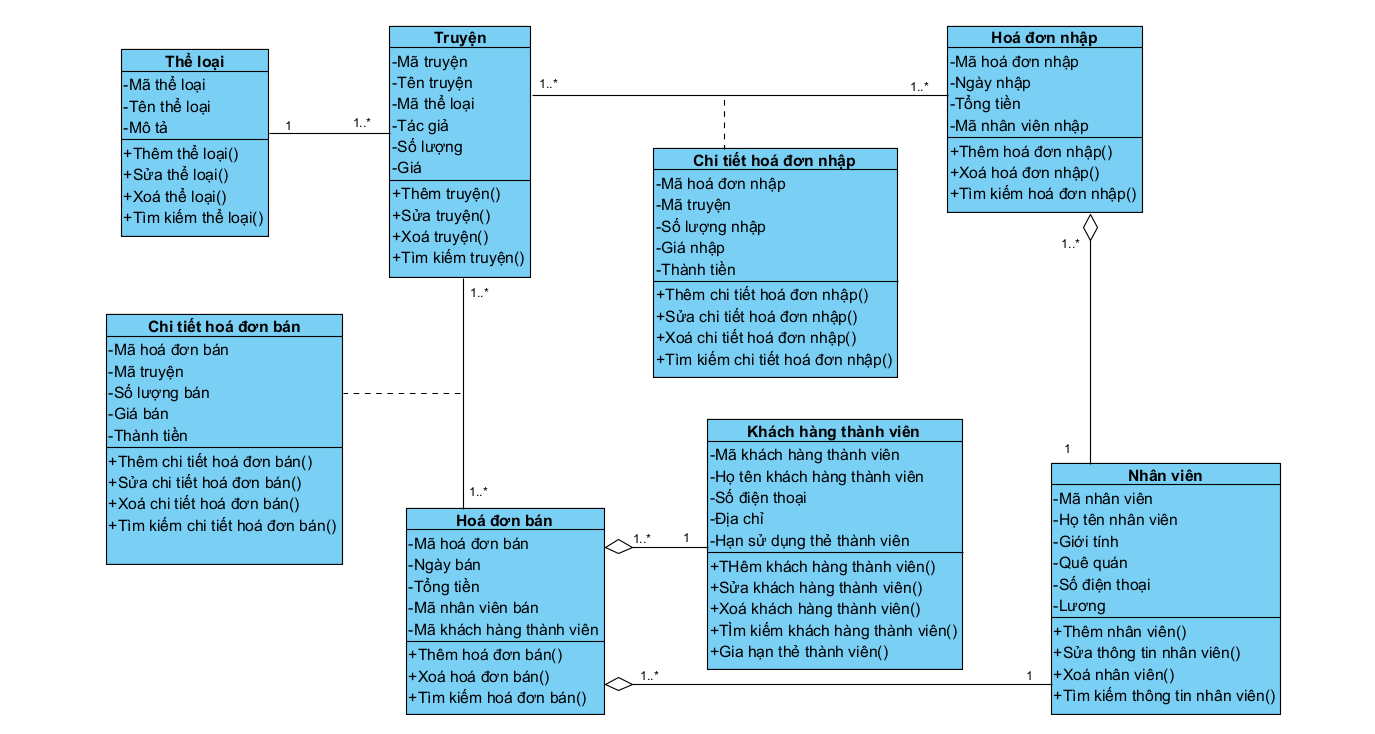 Thể loại
-Mã thể loại
-Tên thể loại
-Mô tả
+Thêm thể loại()
+Sửa thể loại()
+Xoá thể loại()
+Tìm kiếm thể loại()
1
1..*
Truyện
-Mã truyện
-Tên truyện
-Mã thể loại
-Tác giả
-Số lượng
-Giá
+Thêm truyện()
+Sửa truyện()
+Xoá truyện()
+Tìm kiếm truyện()
1..*
1..*
Hoá đơn nhập
-Mã hoá đơn nhập
-Ngày nhập
-Tổng tiền
-Mã nhân viên nhập
+Thêm hoá đơn nhập()
+Xoá hoá đơn nhập()
+Tìm kiếm hoá đơn nhập()
Chi tiết hoá đơn nhập
-Mã hoá đơn nhập
-Mã truyện
-Số lượng nhập
-Giá nhập
-Thành tiền
+Thêm chi tiết hoá đơn nhập()
+Sửa chi tiết hoá đơn nhập()
+Xoá chi tiết hoá đơn nhập()
+Tìm kiếm chi tiết hoá đơn nhập()
1..*
1
1..*
Chi tiết hoá đơn bán
-Mã hoá đơn bán
-Mã truyện
-Số lượng bán
-Giá bán
-Thành tiền
+Thêm chi tiết hoá đơn bán()
+Sửa chi tiết hoá đơn bán()
+Xoá chi tiết hoá đơn bán()
+Tìm kiếm chi tiết hoá đơn bán()
1..*
Hoá đơn bán
-Mã hoá đơn bán
-Ngày bán
-Tổng tiền
-Mã nhân viên bán
-Mã khách hàng thành viên
+Thêm hoá đơn bán()
+Xoá hoá đơn bán()
+Tìm kiếm hoá đơn bán()
1..*
1
Khách hàng thành viên
-Mã khách hàng thành viên
-Họ tên khách hàng thành viên
-Số điện thoại
-Địa chỉ
-Hạn sử dụng thẻ thành viên
+THêm khách hàng thành viên()
+Sửa khách hàng thành viên()
+Xoá khách hàng thành viên()
+TÌm kiếm khách hàng thành viên()
+Gia hạn thẻ thành viên()
1..*
1
Nhân viên
-Mã nhân viên
-Họ tên nhân viên
-Giới tính
-Quê quán
-Số điện thoại
-Lương
+Thêm nhân viên()
+Sửa thông tin nhân viên()
+Xoá nhân viên()
+Tìm kiếm thông tin nhân viên()